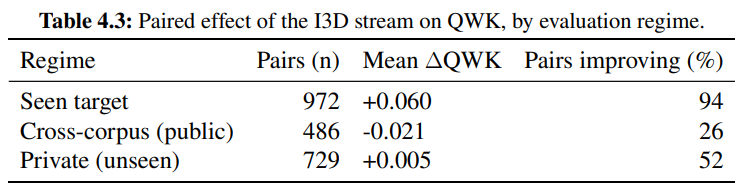 Table 4.3: Paired effect of the I3D stream on QWK, by evaluation regime.
Regime Pairs (n) Mean ΔQWK Pairs improving (%)
Seen target 972 +0.060 94
Cross-corpus (public) 486 -0.021 26
Private (unseen) 729 +0.005 52